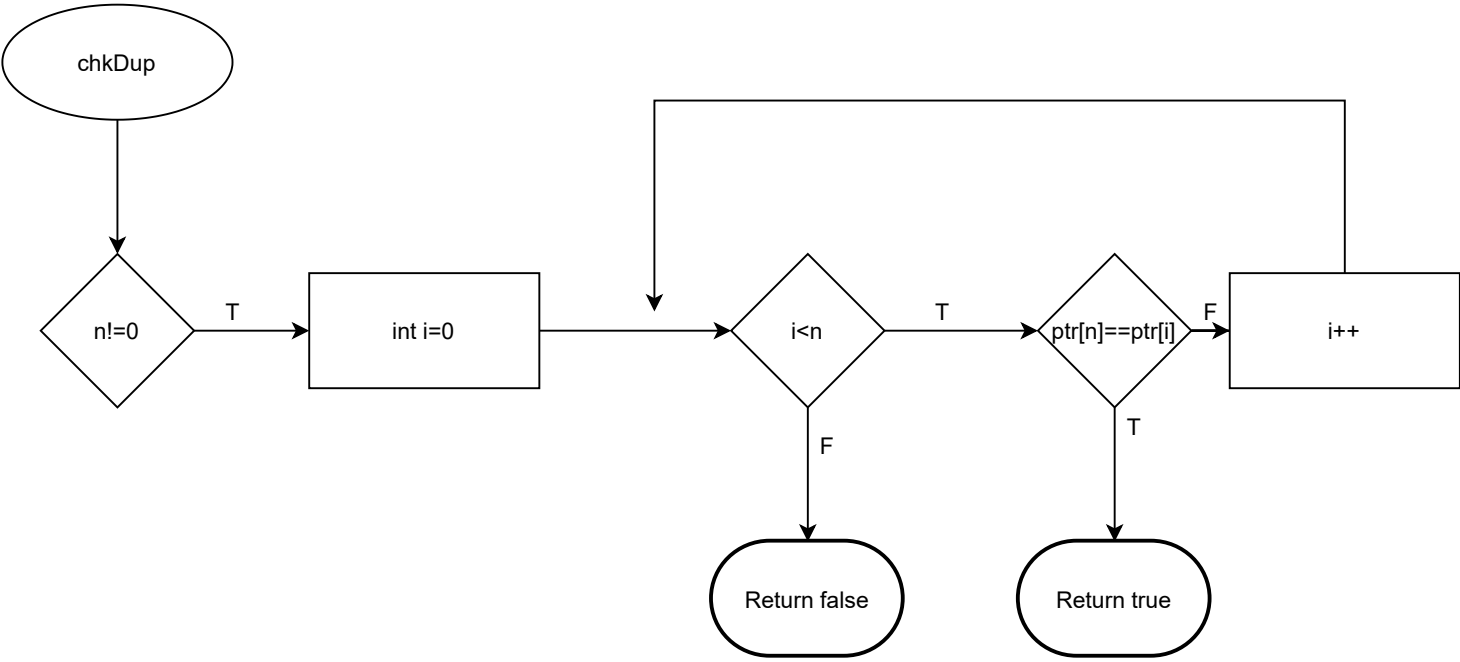 chkDup
n!=0
T
int i=0
i<n
T
ptr[n]==ptr[i]
F
i++
F
T
Return false
Return true